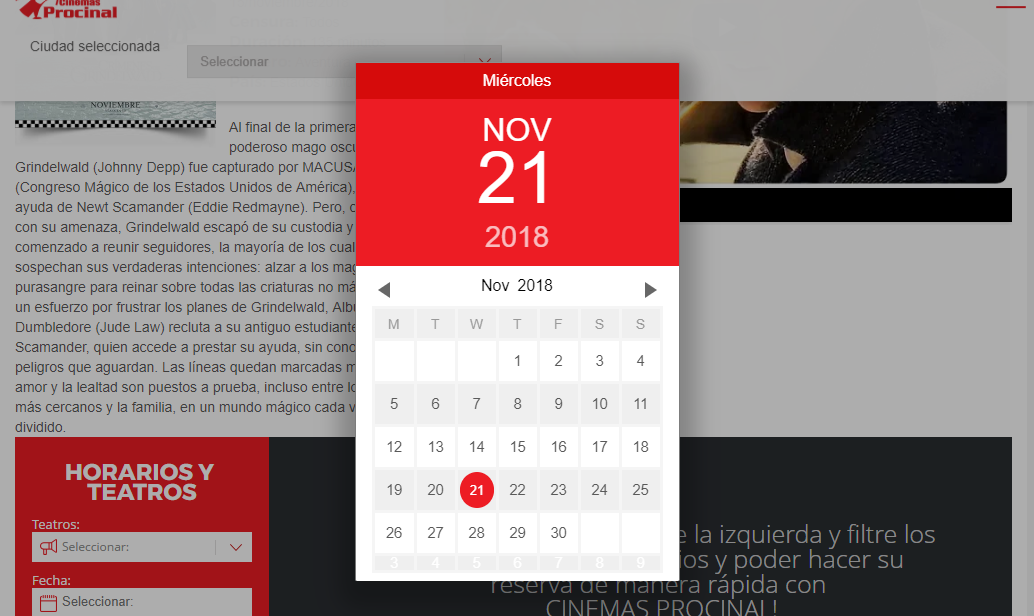 Cinemas
Procinal
Ciudad seleccionada
Seleccionar
NOVIEMBRE
Al final de la primera
poderoso mago oscu
Grindelwald (Johnny Depp) fue capturado por MACUSA
(Congreso Mágico de los Estados Unidos de América),
ayuda de Newt Scamander (Eddie Redmayne). Pero, c
con su amenaza, Grindelwald escapó de su custodia y
comenzado a reunir seguidores, la mayoría de los cual
sospechan sus verdaderas intenciones: alzar a los mag
purasangre para reinar sobre todas las criaturas no má
un esfuerzo por frustrar los planes de Grindelwald, Albu
Dumbledore (Jude Law) recluta a su antiguo estudiante
Scamander, quien accede a prestar su ayuda, sin conc
peligros que aguardan. Las líneas quedan marcadas m
amor y la lealtad son puestos a prueba, incluso entre lo
más cercanos y la familia, en un mundo mágico cada v
dividido.
Miércoles
NOV
21
2018
Nov 2018
M T W T F S S
1 2 3 4
5 6 7 8 9 10 11
12 13 14 15 16 17 18
19 20 21 22 23 24 25
26 27 28 29 30
3 4 5 6 7 8 9
HORARIOS Y
TEATROS
Teatros:
Seleccionar:
Fecha:
Seleccionar:
e la izquierda y filtre los
ios y poder hacer su
reserva de manera rápida con
CINEMAS PROCINAL!